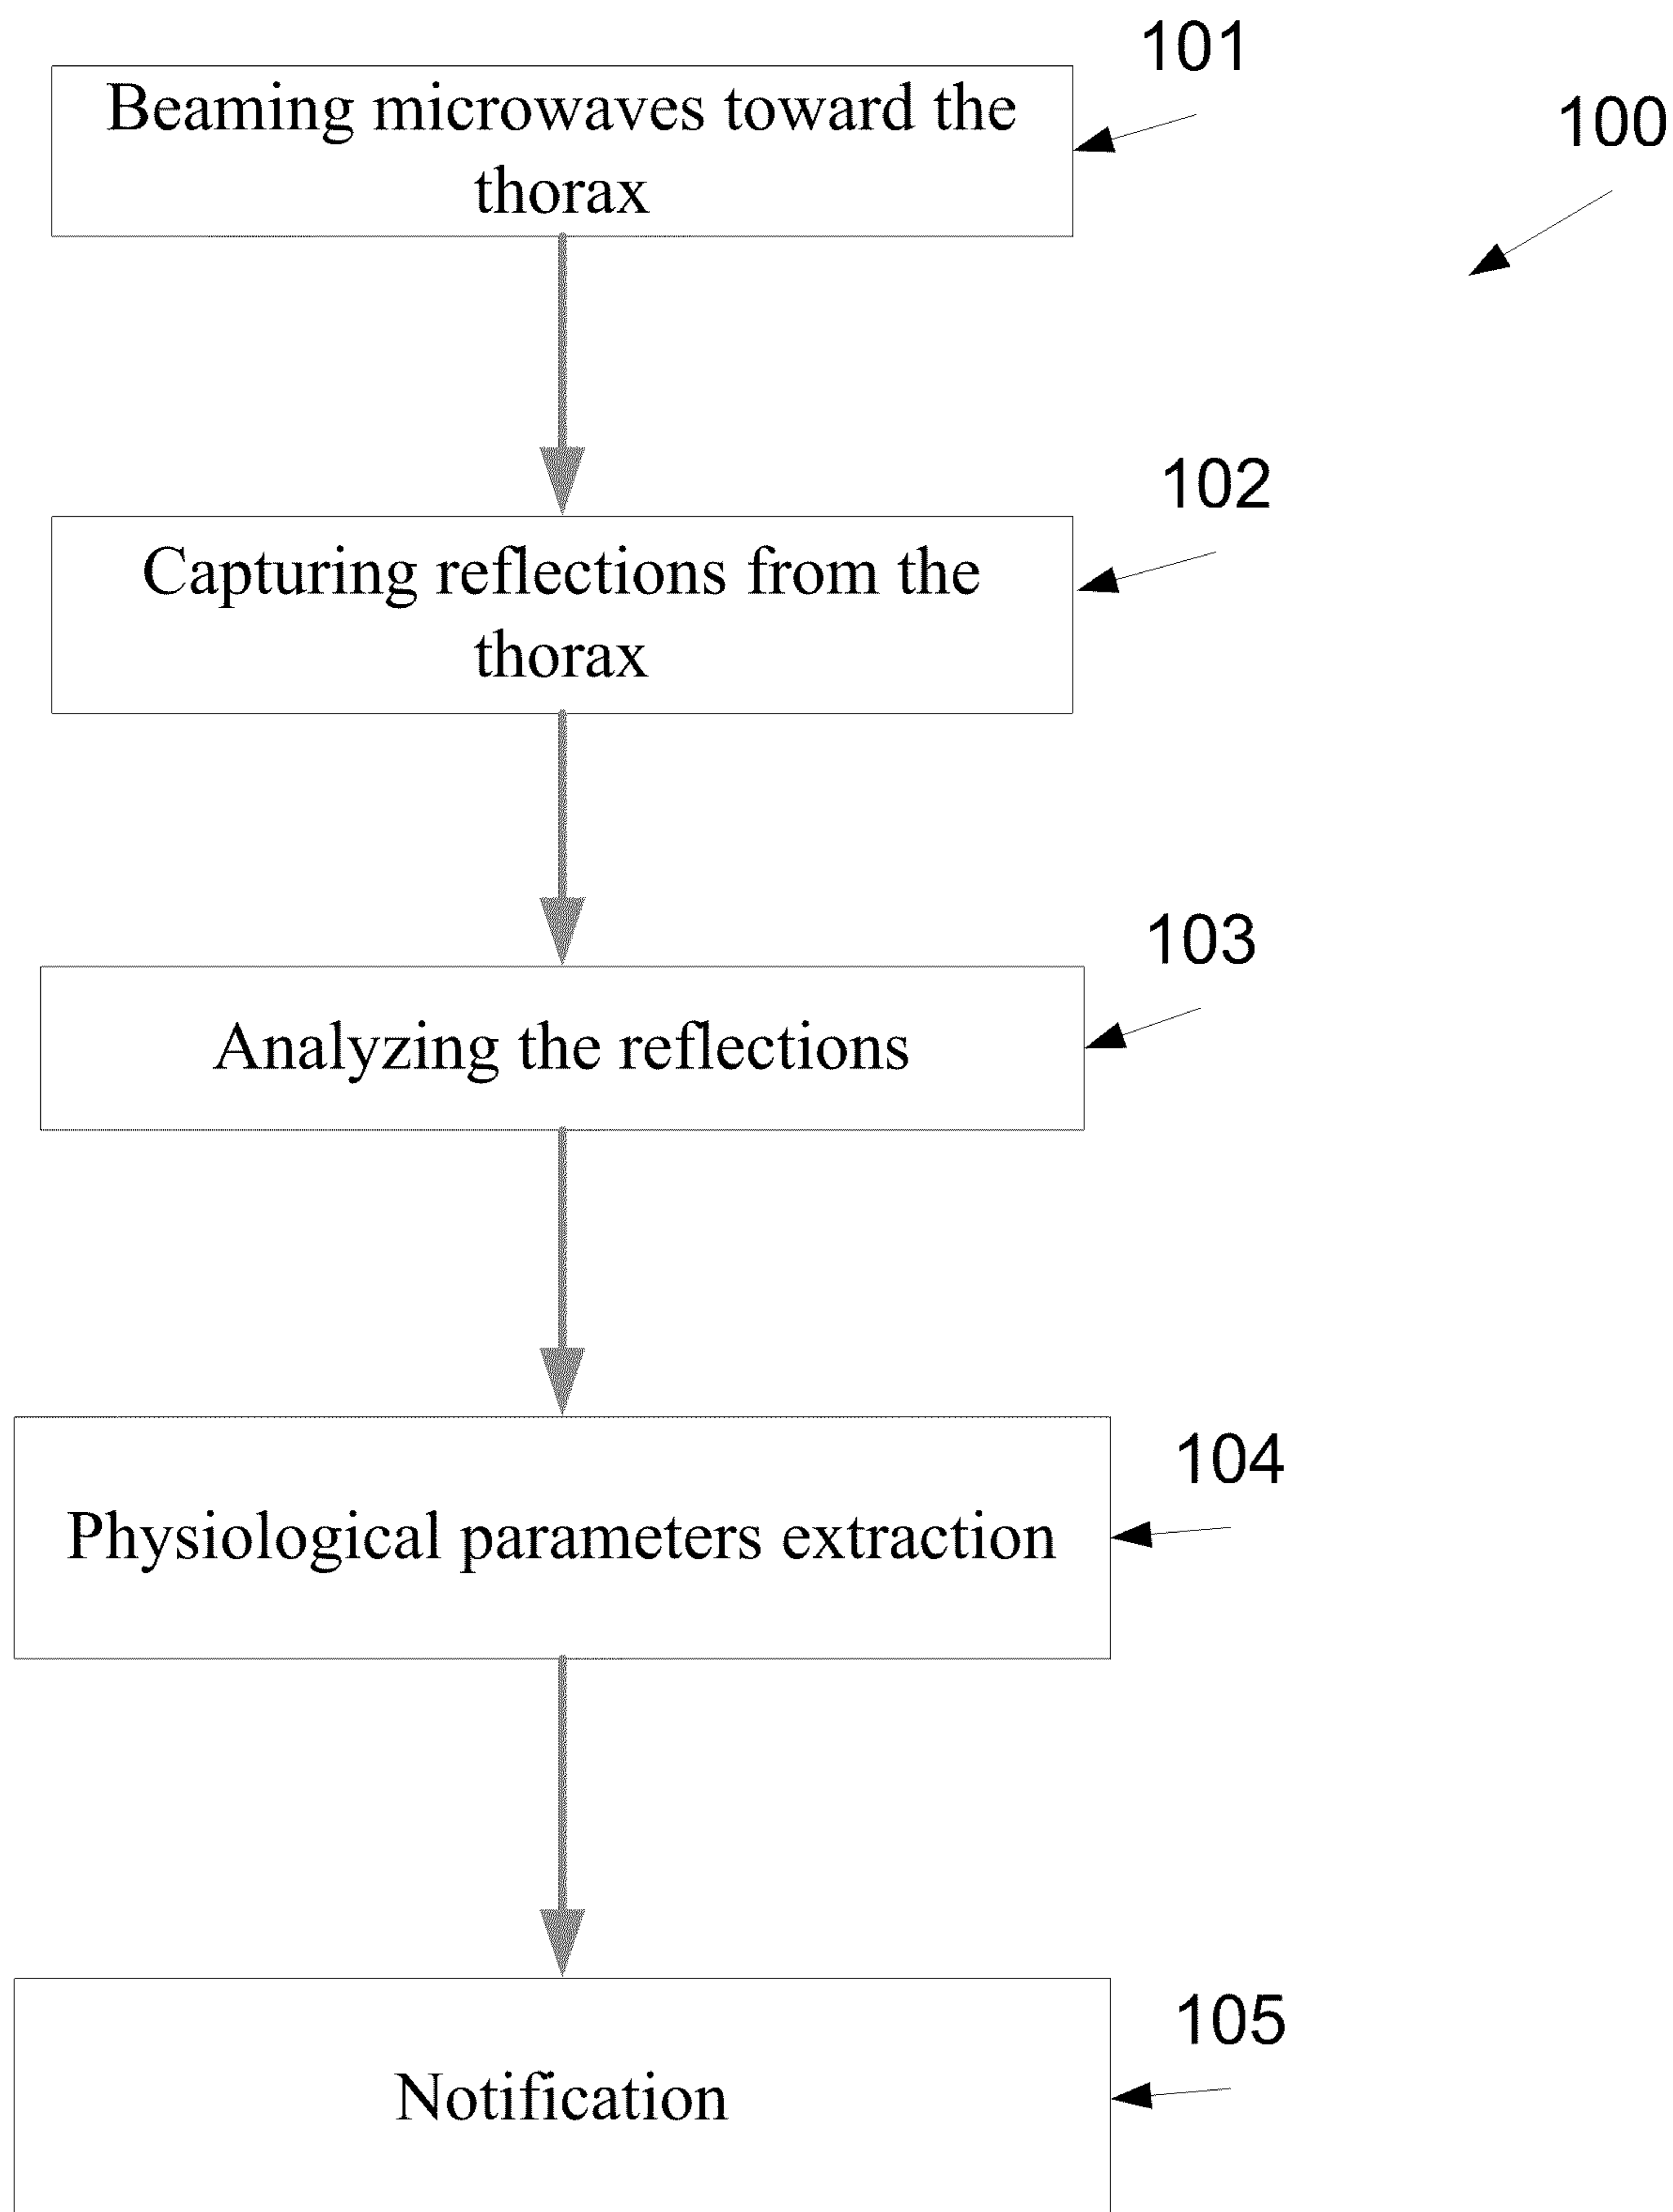 101
100
Beaming microwaves toward the
thorax
102
Capturing reflections from the
thorax
103
Analyzing the reflections
104
Physiological parameters extraction
105
Notification